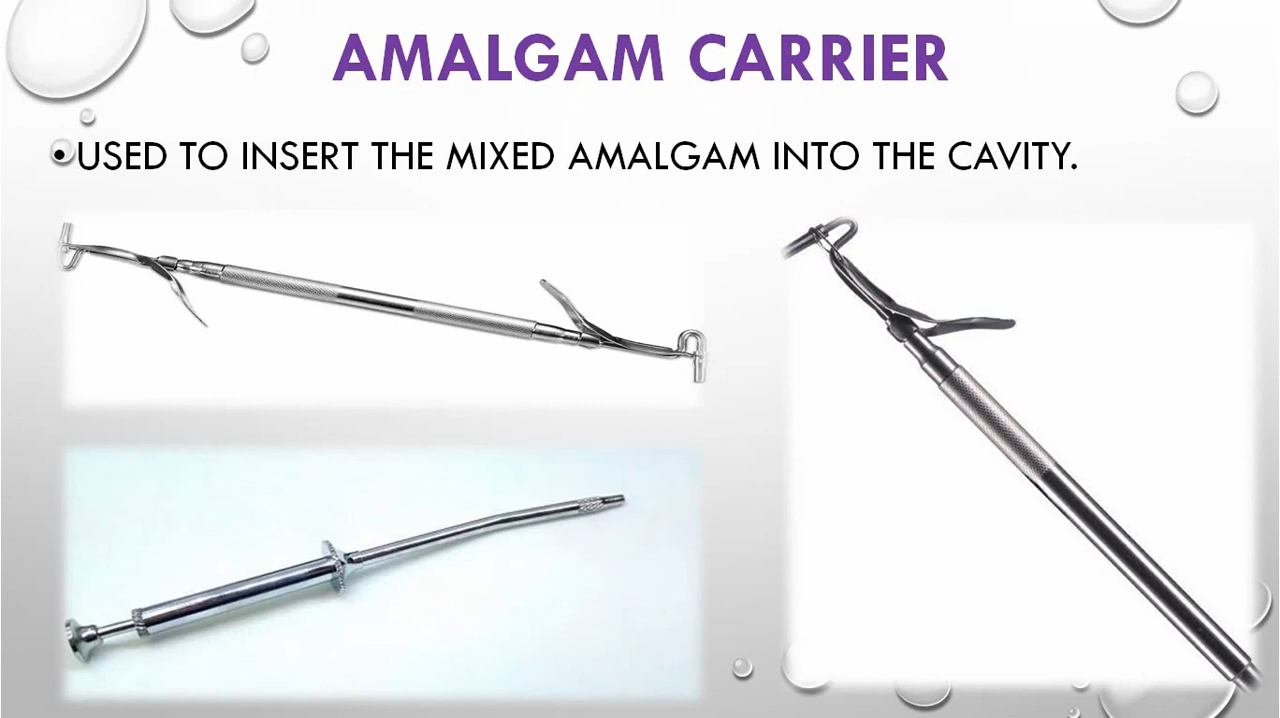 AMALGAM CARRIER
• USED TO INSERT THE MIXED AMALGAM INTO THE CAVITY.